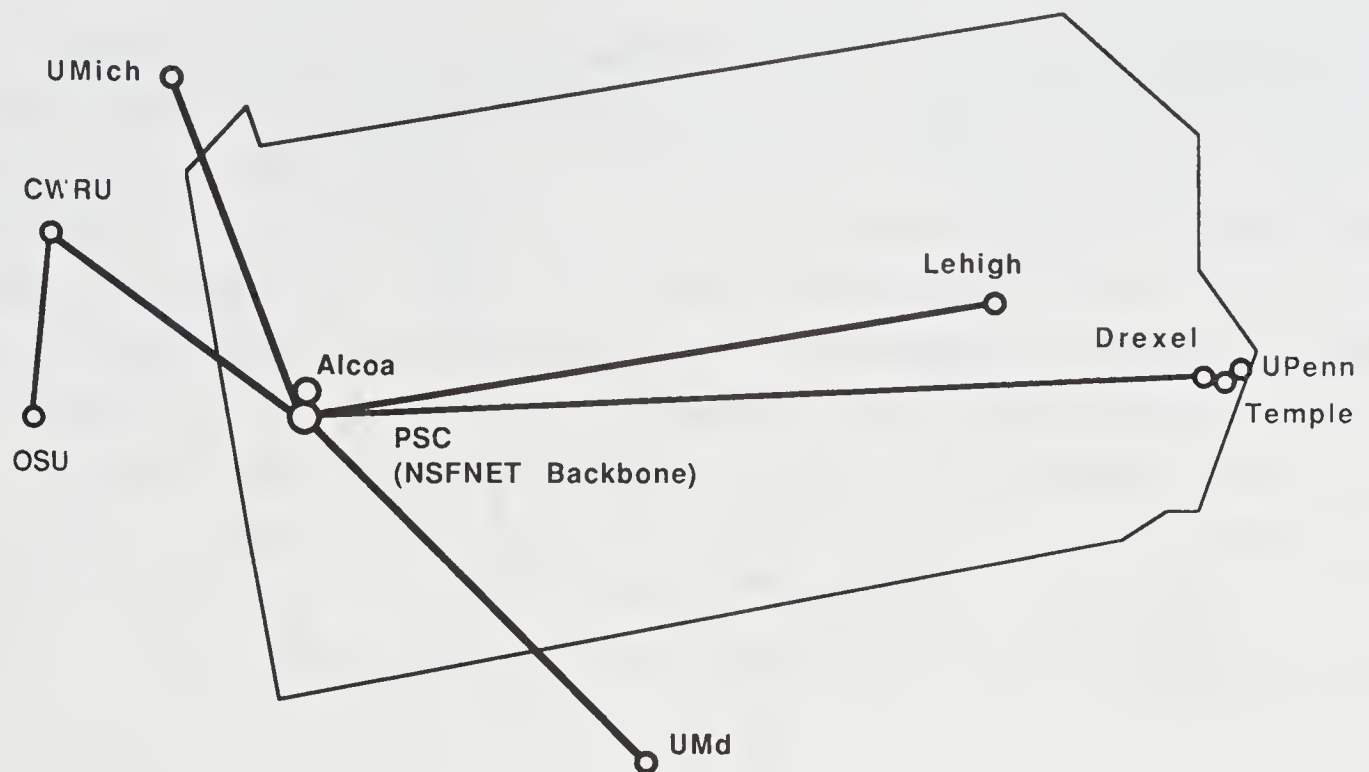 UMich
CWRU
Lehigh
Drexel
Alcoa
UPenn
Temple
PSC
(NSFNET Backbone)
OSU
UMd